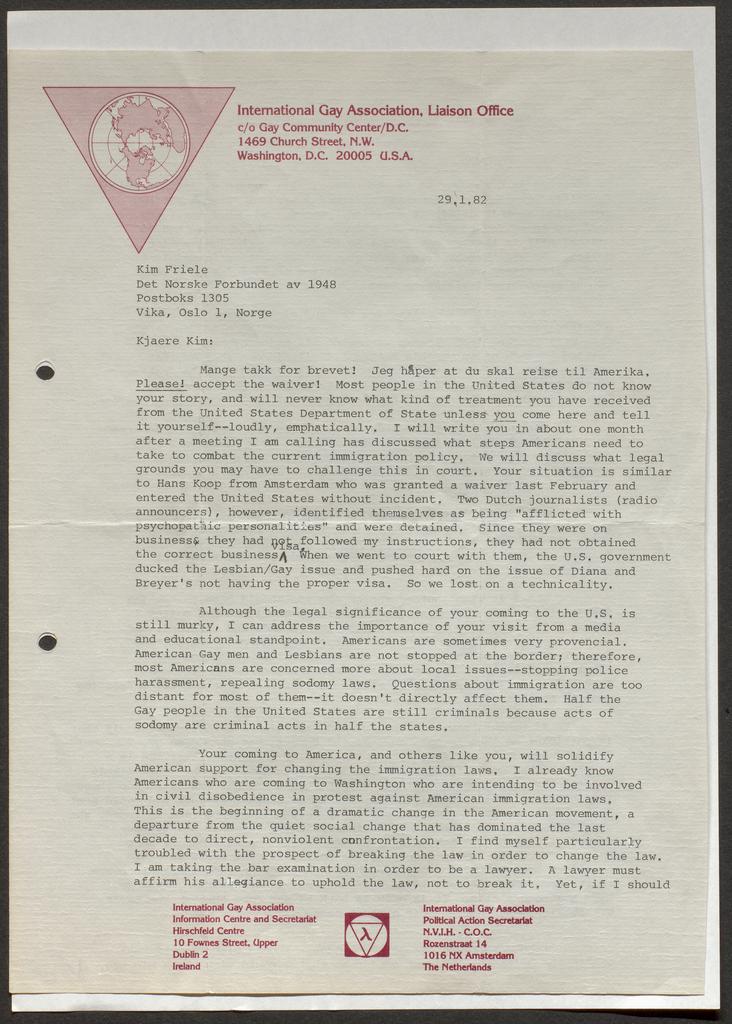 International Gay Association, Liaison Office
c/o Gay Community Center/D.C.
1469 Church Street, N.W.
Washington, D.C. 20005 U.S.A.
29.1.82
Kim Friele
Det Norske Forbundet av 1948
Postboks 1305
Vika, Oslo 1, Norge
Kjaere Kim:
Mange takk for brevet! Jeg håper at du skal reise til Amerika.
Please! accept the waiver! Most people in the United States do not know
your story, and will never know what kind of treatment you have received
from the United States Department of State unless you come here and tell
it yourself--loudly, emphatically. I will write you in about one month
after a meeting I am calling has discussed what steps Americans need to
take to combat the current immigration policy. We will discuss what legal
grounds you may have to challenge this in court. Your situation is similar
to Hans Koop from Amsterdam who was granted a waiver last February and
entered the United States without incident. Two Dutch journalists (radio
announcers), however, identified themselves as being "afflicted with
psychopathic personalities" and were detained. Since they were on
business, they had not followed my instructions, they had not obtained
the correct business visa. When we went to court with them, the U.S. government
ducked the Lesbian/Gay issue and pushed hard on the issue of Diana and
Breyer's not having the proper visa. So we lost on a technicality.
Although the legal significance of your coming to the U.S. is
still murky, I can address the importance of your visit from a media
and educational standpoint. Americans are sometimes very provencial.
American Gay men and Lesbians are not stopped at the border; therefore,
most Americans are concerned more about local issues--stopping police
harassment, repealing sodomy laws. Questions about immigration are too
distant for most of them--it doesn't directly affect them. Half the
Gay people in the United States are still criminals because acts of
sodomy are criminal acts in half the states.
Your coming to America, and others like you, will solidify
American support for changing the immigration laws. I already know
Americans who are coming to Washington who are intending to be involved
in civil disobedience in protest against American immigration laws.
This is the beginning of a dramatic change in the American movement, a
departure from the quiet social change that has dominated the last
decade to direct, nonviolent confrontation. I find myself particularly
troubled with the prospect of breaking the law in order to change the law.
I am taking the bar examination in order to be a lawyer. A lawyer must
affirm his allegiance to uphold the law, not to break it. Yet, if I should
International Gay Association
Information Centre and Secretariat
Hirschfeld Centre
10 Fownes Street, Upper
Dublin 2
Ireland
λ
International Gay Association
Political Action Secretariat
N.V.I.H. - C.O.C.
Rozenstraat 14
1016 NX Amsterdam
The Netherlands